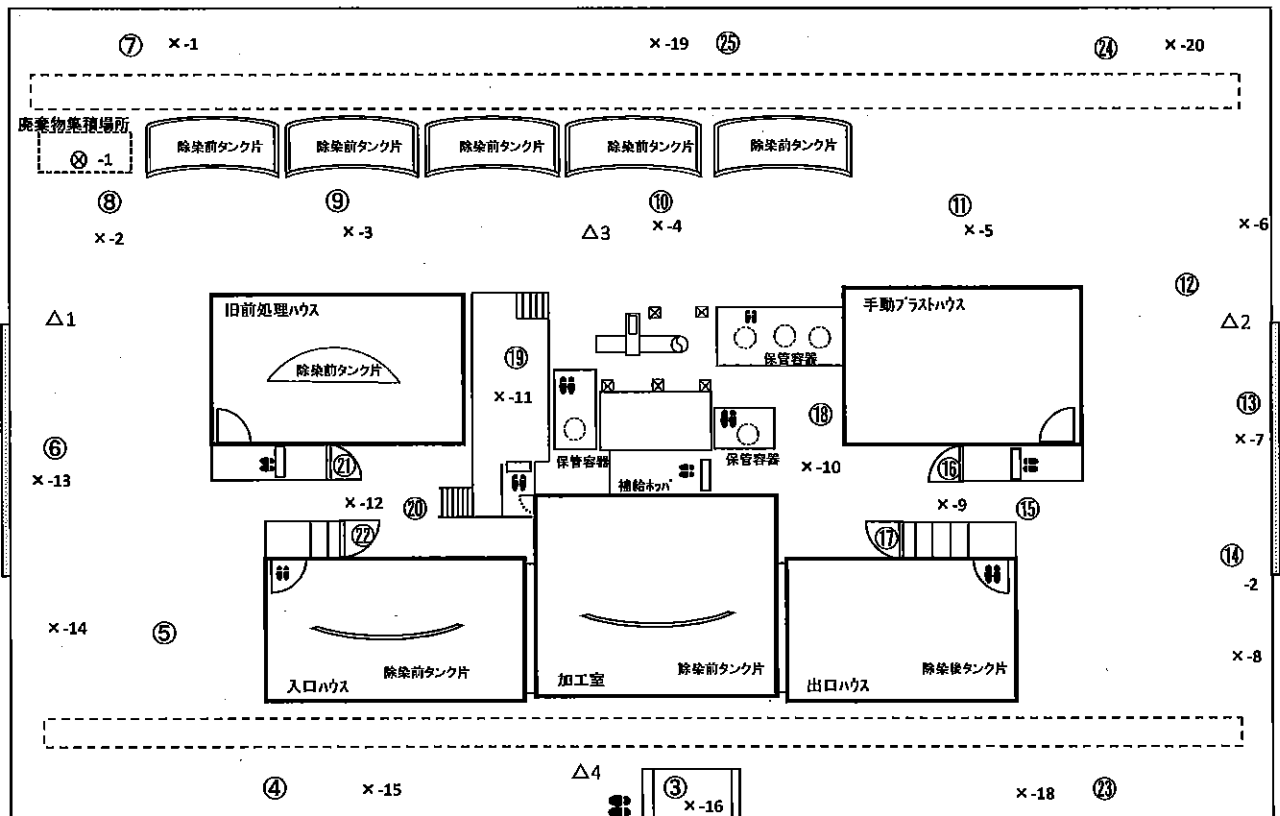 ⑦ ×-1 ×-19 ㉕ ㉔ ×-20
廃棄物集積場所
⊗ -1
除染前タンク片 除染前タンク片 除染前タンク片 除染前タンク片 除染前タンク片
⑧ ⑨ ⑩ ⑪
×-2 ×-3 △3 ×-4 ×-5 ×-6
⑫
△1 △2
旧前処理ハウス
除染前タンク片
手動ブラストハウス
保管容器
⑲
×-11
⑱ ⑬
⑥ ×-7
×-13
㉑
保管容器
保管容器
×-10
⑯
補給ホッパ
×-12 ⑳ ×-9 ⑮
㉒ ⑰ ⑭
-2
×-14 ⑤ ×-8
除染前タンク片
入口ハウス
除染前タンク片
加工室
除染後タンク片
出口ハウス
④ ×-15 △4 ③ ×-16 ×-18 ㉓